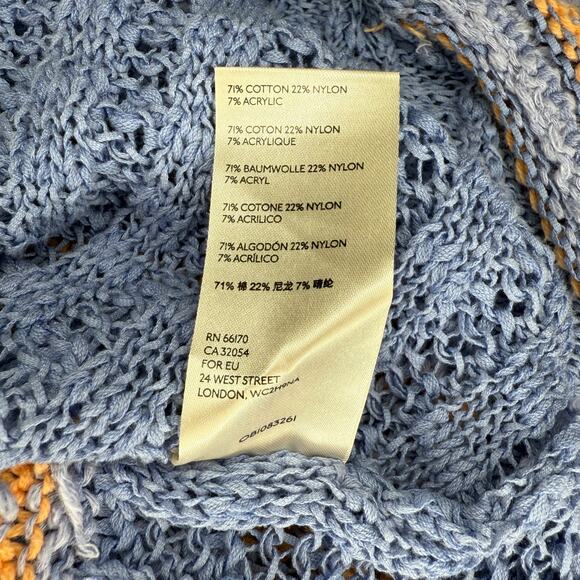 71% COTTON 22% NYLON
7% ACRYLIC
71% COTON 22% NYLON
7% ACRYLIQUE
71% BAUMWOLLE 22% NYLON
7% ACRYL
71% COTONE 22% NYLON
7% ACRILICO
71% ALGODÓN 22% NYLON
7% ACRÍLICO
71% 棉 22% 尼龙 7% 晴纶
RN 66170
CA 32054
FOR EU
24 WEST STREET
LONDON, WC2H9NA
OB1083261